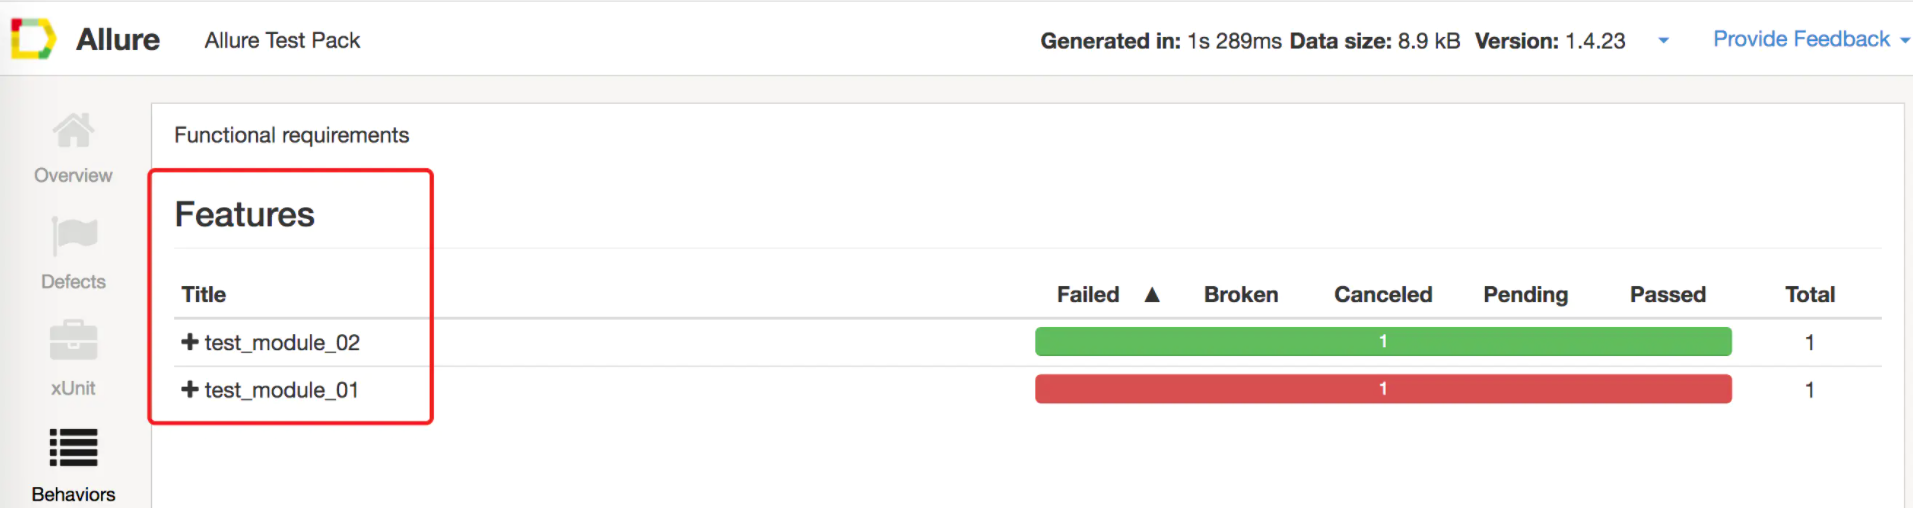 Allure Allure Test Pack Generated in: 1s 289ms Data size: 8.9 kB Version: 1.4.23 Provide Feedback
Overview
Defects
xUnit
Behaviors
Functional requirements
Features
Title Failed ▲ Broken Canceled Pending Passed Total
+ test_module_02 1 1
+ test_module_01 1 1